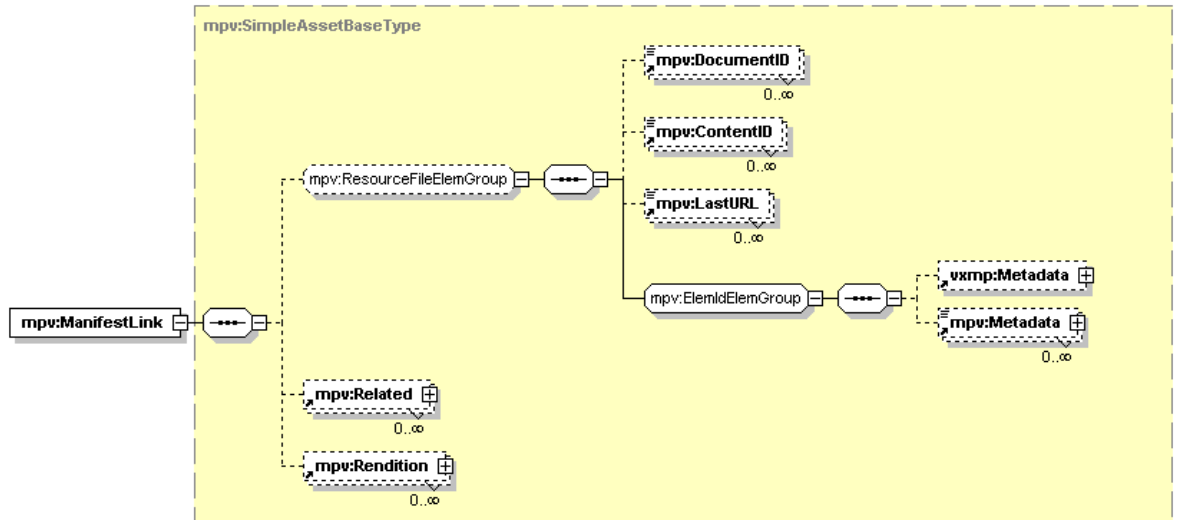 mpv:SimpleAssetBaseType
mpv:DocumentID
0..∞
mpv:ContentID
0..∞
mpv:ResourceFileElemGroup
mpv:LastURL
0..∞
vxmp:Metadata
mpv:ElemIdElemGroup
mpv:ManifestLink
mpv:Metadata
0..∞
mpv:Related
0..∞
mpv:Rendition
0..∞